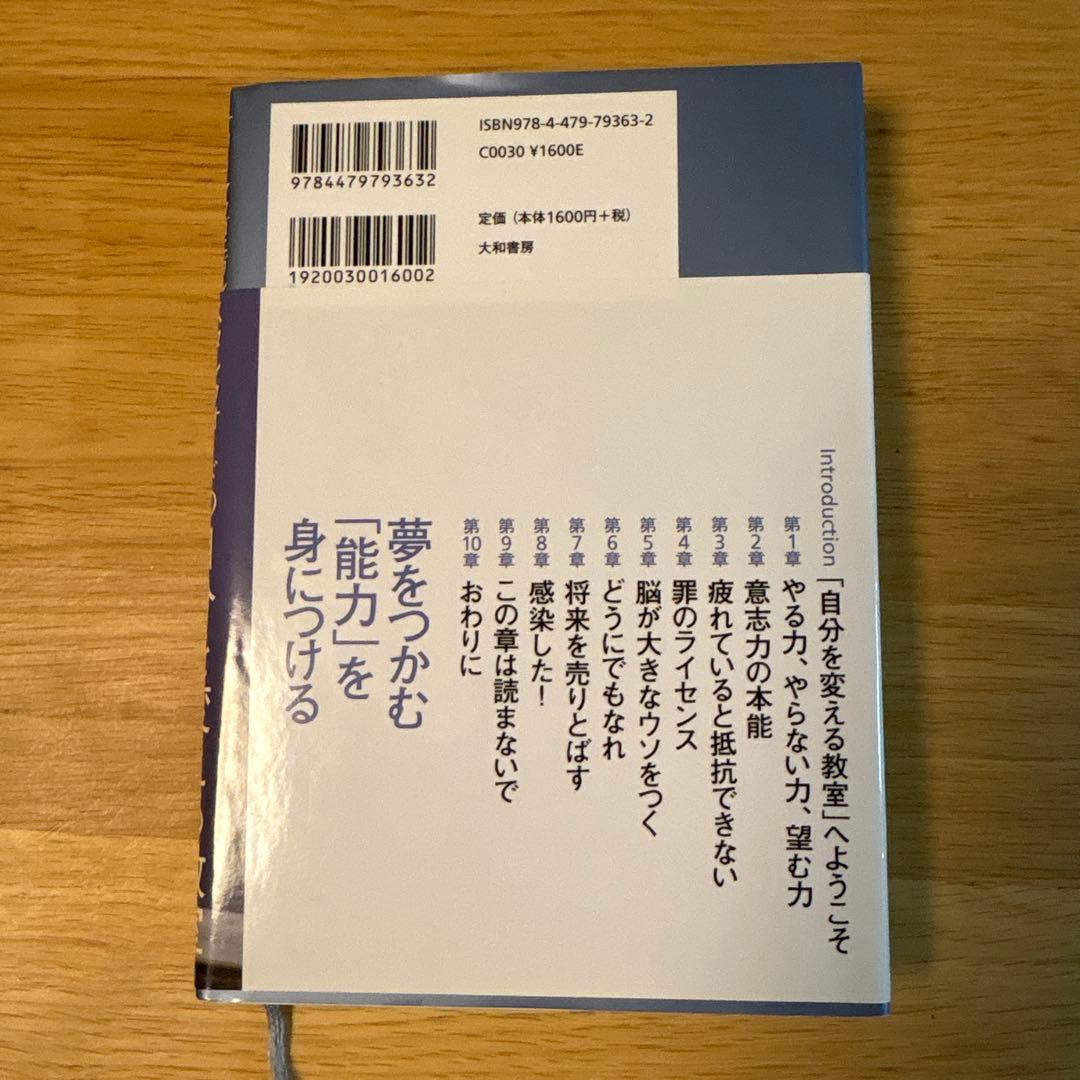 ISBN978-4-479-79363-2
C0030 ¥1600E
9784479793632
定価（本体1600円＋税）
大和書房
1920030016002
Introduction 「自分を変える教室」へようこそ
第1章 やる力、やらない力、望む力
第2章 意志力の本能
第3章 疲れていると抵抗できない
第4章 罪のライセンス
第5章 脳が大きなウソをつく
第6章 どうにでもなれ
第7章 将来を売りとばす
第8章 感染した！
第9章 この章は読まないで
第10章 おわりに
夢をつかむ
「能力」を
身につける